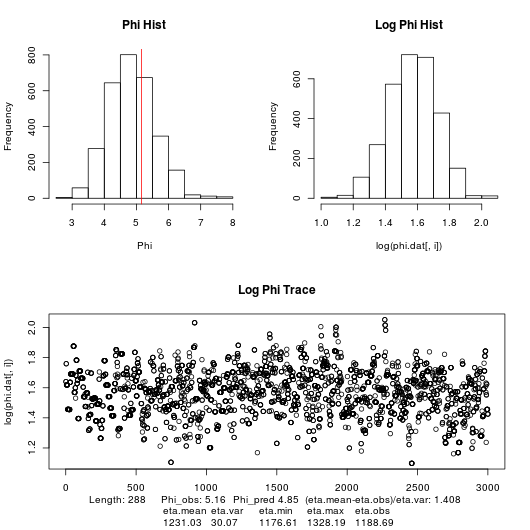 Phi Hist
Log Phi Hist
Frequency
0 200 400 600 800
3 4 5 6 7 8
Phi
Frequency
0 200 400 600
1.0 1.2 1.4 1.6 1.8 2.0
log(phi.dat[, i])
Log Phi Trace
log(phi.dat[, i])
1.2 1.4 1.6 1.8 2.0
0 500 1000 1500 2000 2500 3000
Length: 288 Phi_obs: 5.16 Phi_pred 4.85 (eta.mean-eta.obs)/eta.var: 1.408
eta.mean eta.var eta.min eta.max eta.obs
1231.03 30.07 1176.61 1328.19 1188.69